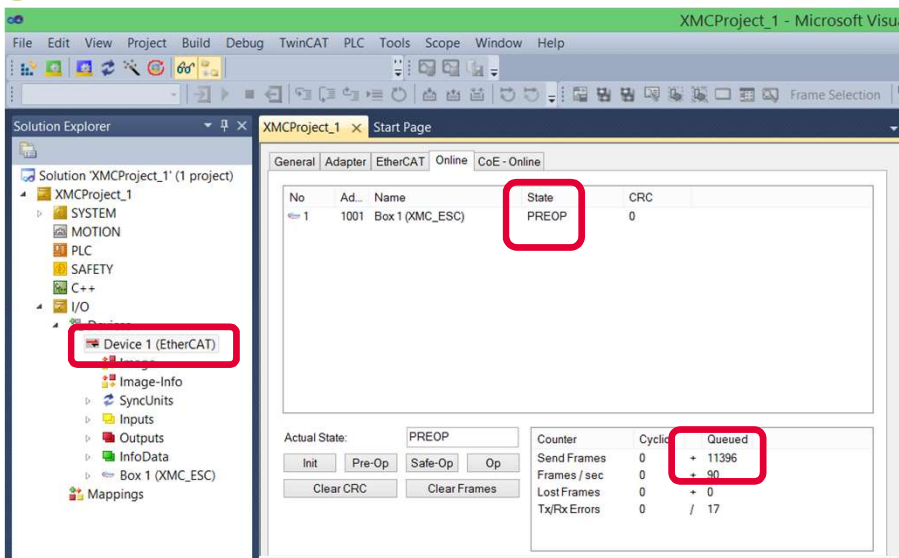 XMCProject_1 - Microsoft Visu
File Edit View Project Build Debug TwinCAT PLC Tools Scope Window Help
Frame Selection
Solution Explorer
XMCProject_1 Start Page
General Adapter EtherCAT Online CoE - Online
Solution 'XMCProject_1' (1 project)
XMCProject_1
SYSTEM
MOTION
PLC
SAFETY
C++
I/O
Devices
Device 1 (EtherCAT)
Image
Image-Info
SyncUnits
Inputs
Outputs
InfoData
Box 1 (XMC_ESC)
Mappings
No Ad... Name State CRC
1 1001 Box 1 (XMC_ESC) PREOP 0
Actual State: PREOP
Init Pre-Op Safe-Op Op
Clear CRC Clear Frames
Counter Cyclic Queued
Send Frames 0 + 11396
Frames / sec 0 + 90
Lost Frames 0 + 0
Tx/Rx Errors 0 / 17